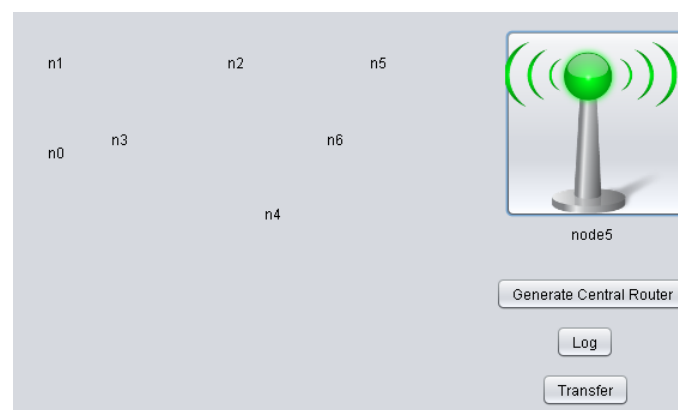 n1
n2
n5
n3
n6
n0
n4
node5
Generate Central Router
Log
Transfer